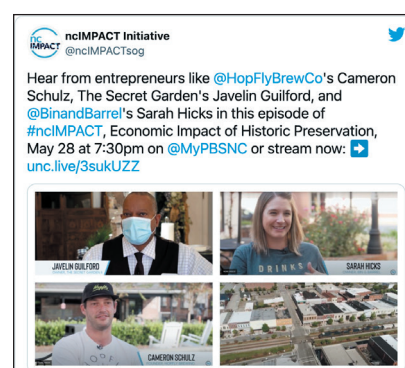 nc
IMPACT
ncIMPACT Initiative
@ncIMPACTsog
Hear from entrepreneurs like @HopFlyBrewCo's Cameron
Schulz, The Secret Garden's Javelin Guilford, and
@BinandBarrel's Sarah Hicks in this episode of
#ncIMPACT, Economic Impact of Historic Preservation,
May 28 at 7:30pm on @MyPBSNC or stream now: ➡
unc.live/3sukUZZ
JAVELIN GUILFORD
DRINK
SARAH HICKS
CAMERON SCHULZ